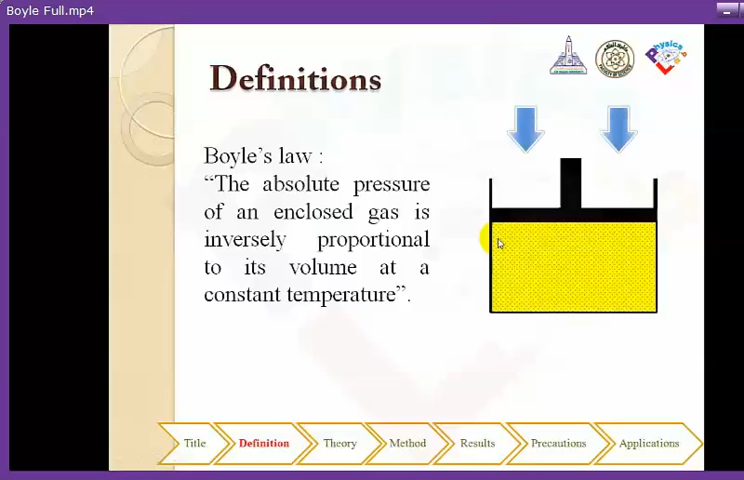 Boyle Full.mp4
Definitions
Boyle's law :
“The absolute pressure
of an enclosed gas is
inversely proportional
to its volume at a
constant temperature”.
Title
Definition
Theory
Method
Results
Precautions
Applications